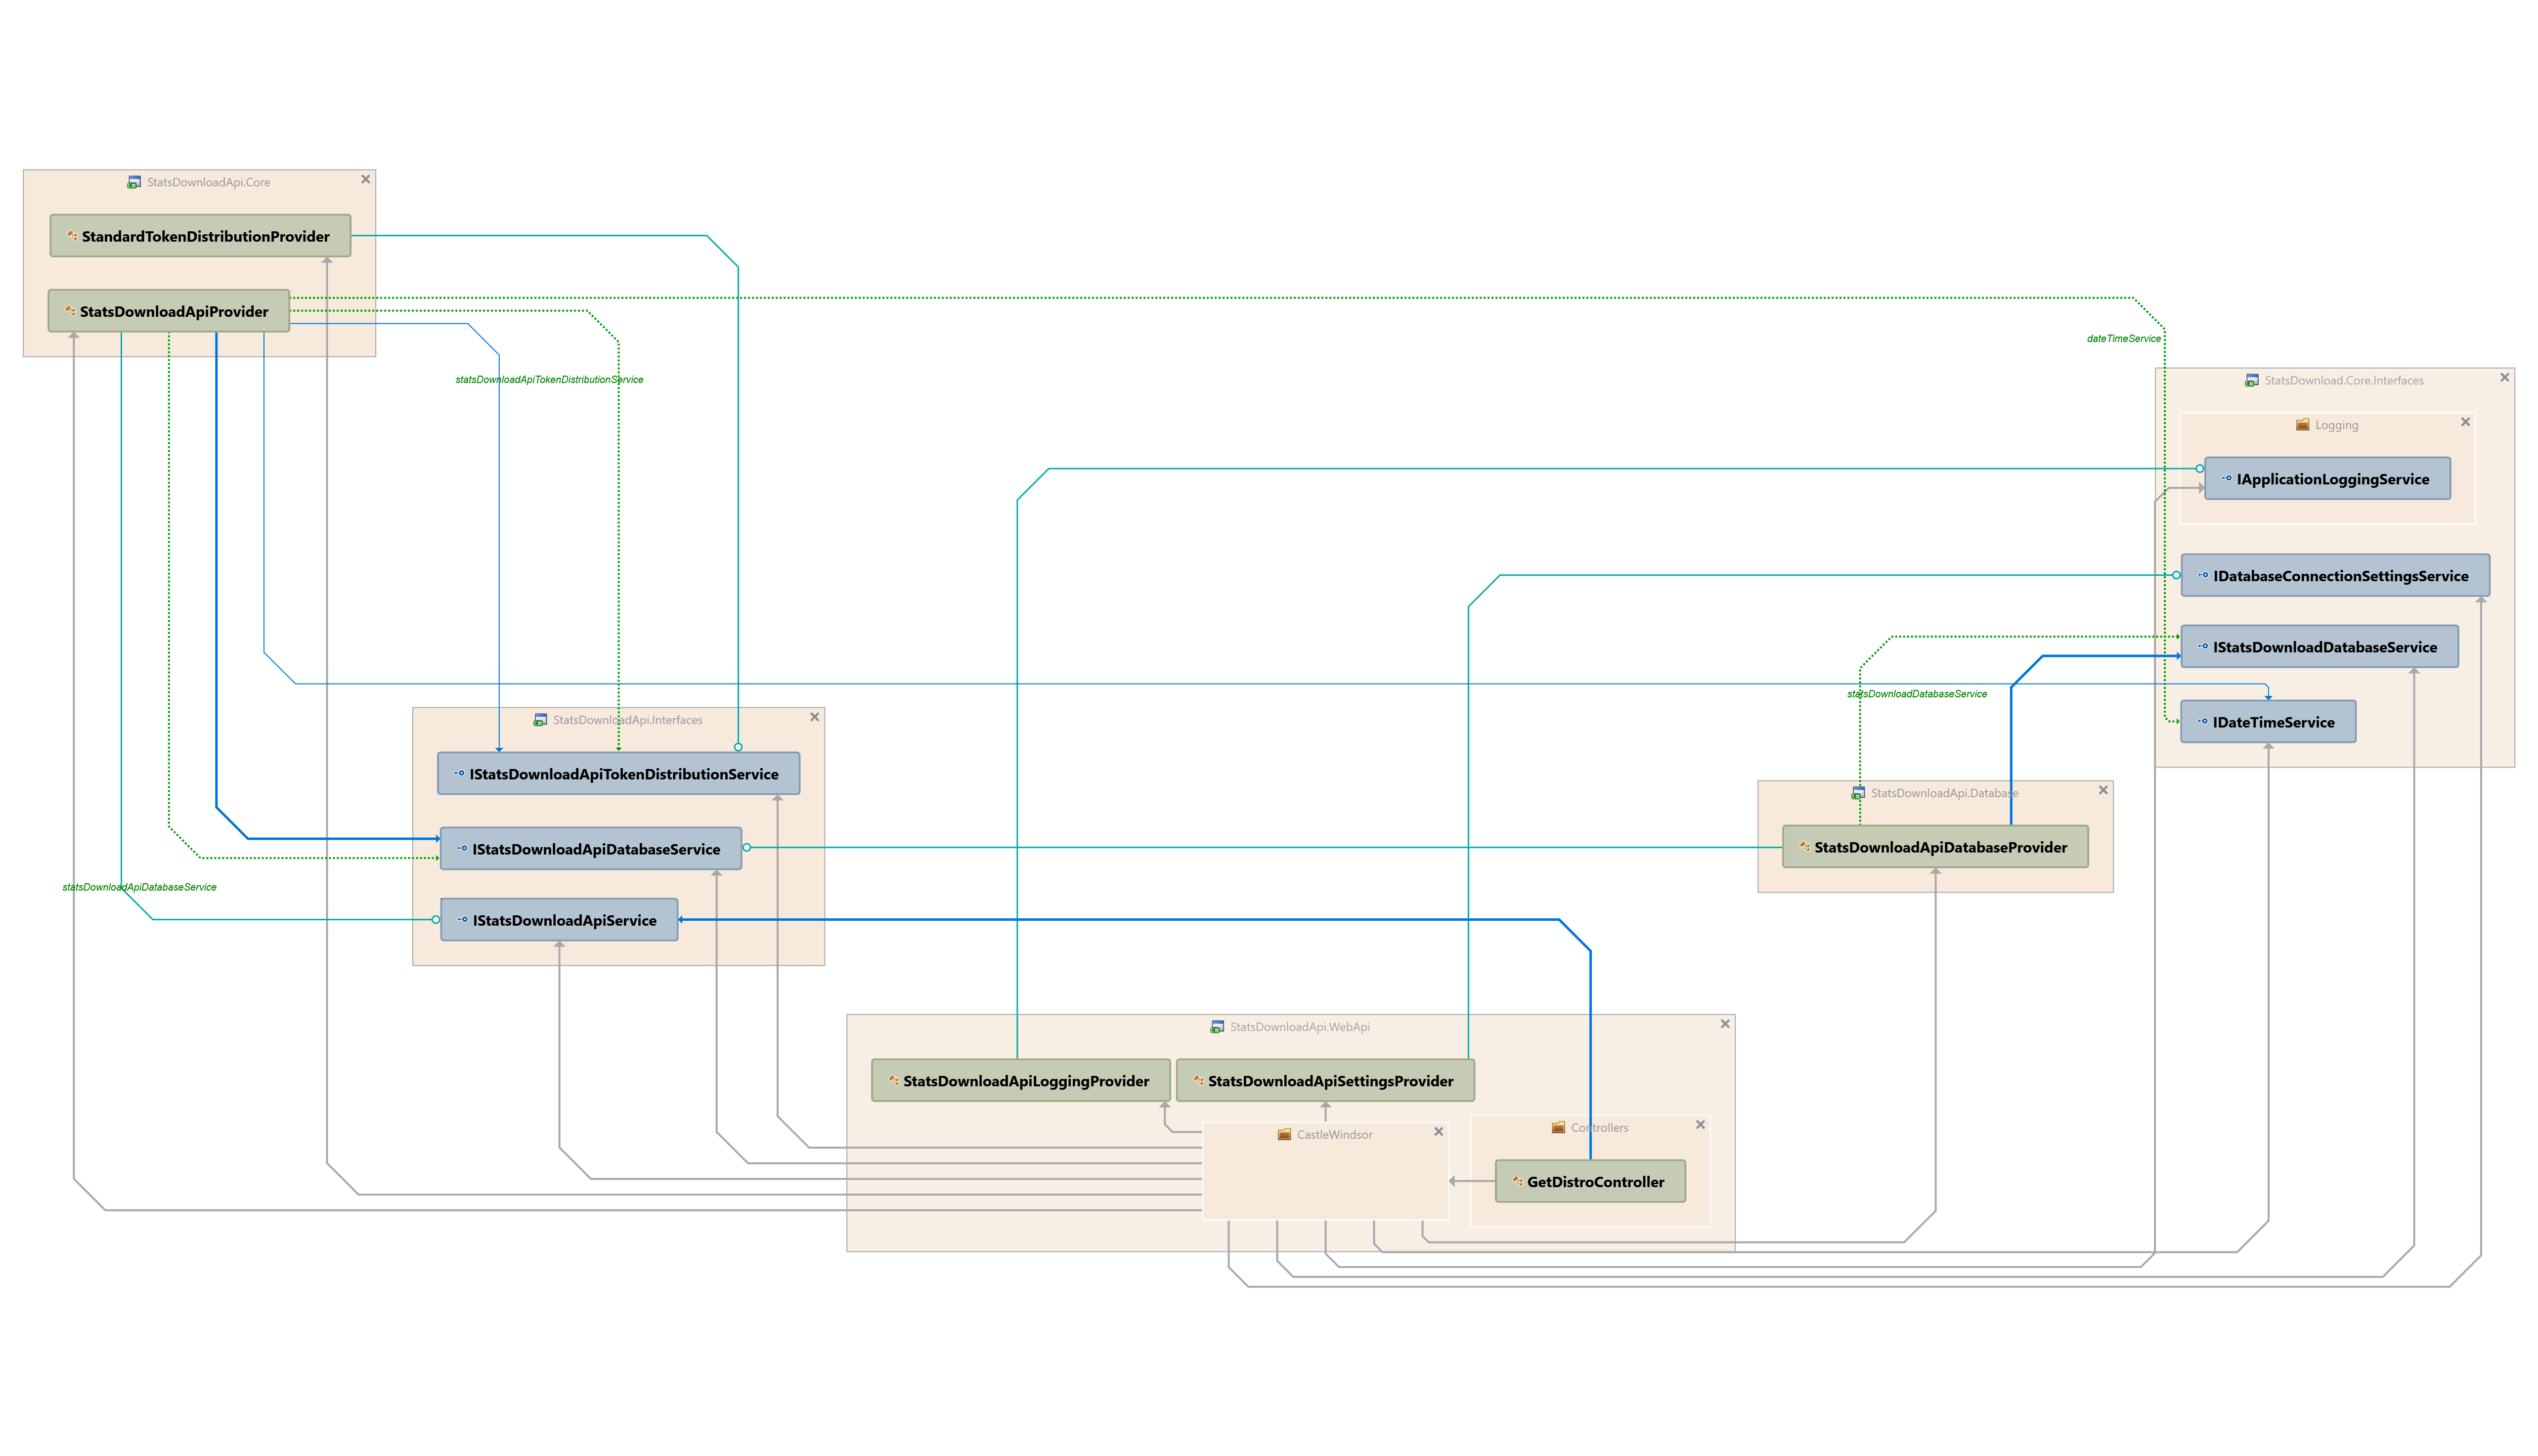 StatsDownloadApi.Core
StandardTokenDistributionProvider
StatsDownloadApiProvider
dateTimeService
statsDownloadApiTokenDistributionService
StatsDownload.Core.Interfaces
Logging
IApplicationLoggingService
IDatabaseConnectionSettingsService
IStatsDownloadDatabaseService
statsDownloadDatabaseService
IDateTimeService
StatsDownloadApi.Interfaces
IStatsDownloadApiTokenDistributionService
IStatsDownloadApiDatabaseService
statsDownloadApiDatabaseService
IStatsDownloadApiService
StatsDownloadApi.Database
StatsDownloadApiDatabaseProvider
StatsDownloadApi.WebApi
StatsDownloadApiLoggingProvider
StatsDownloadApiSettingsProvider
CastleWindsor
Controllers
GetDistroController